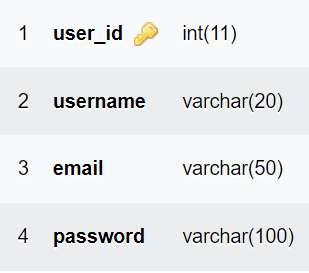 1 user_id int(11)
2 username varchar(20)
3 email varchar(50)
4 password varchar(100)